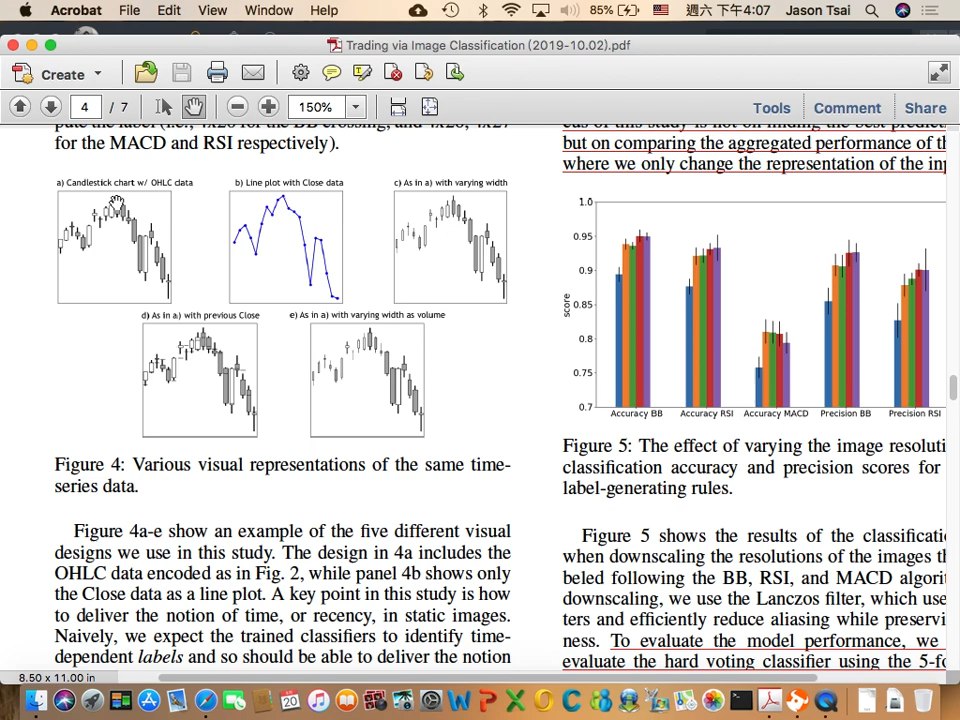 Acrobat File Edit View Window Help 85% 週六 下午4:07 Jason Tsai
Trading via Image Classification (2019-10.02).pdf
Create
4 / 7 150% Tools Comment Share
for the MACD and RSI respectively).
but on comparing the aggregated performance of th
where we only change the representation of the inp
a) Candlestick chart w/ OHLC data b) Line plot with Close data c) As in a) with varying width
d) As in a) with previous Close e) As in a) with varying width as volume
Figure 4: Various visual representations of the same time-
series data.
Figure 4a-e show an example of the five different visual
designs we use in this study. The design in 4a includes the
OHLC data encoded as in Fig. 2, while panel 4b shows only
the Close data as a line plot. A key point in this study is how
to deliver the notion of time, or recency, in static images.
Naively, we expect the trained classifiers to identify time-
dependent labels and so should be able to deliver the notion
1.0
0.95
0.9
0.85
0.8
0.75
0.7
score
Accuracy BB Accuracy RSI Accuracy MACD Precision BB Precision RSI
Figure 5: The effect of varying the image resoluti
classification accuracy and precision scores for
label-generating rules.
Figure 5 shows the results of the classificatio
when downscaling the resolutions of the images th
beled following the BB, RSI, and MACD algorit
downscaling, we use the Lanczos filter, which use
ters and efficiently reduce aliasing while preservi
ness. To evaluate the model performance, we
evaluate the hard voting classifier using the 5-fo
8.50 x 11.00 in